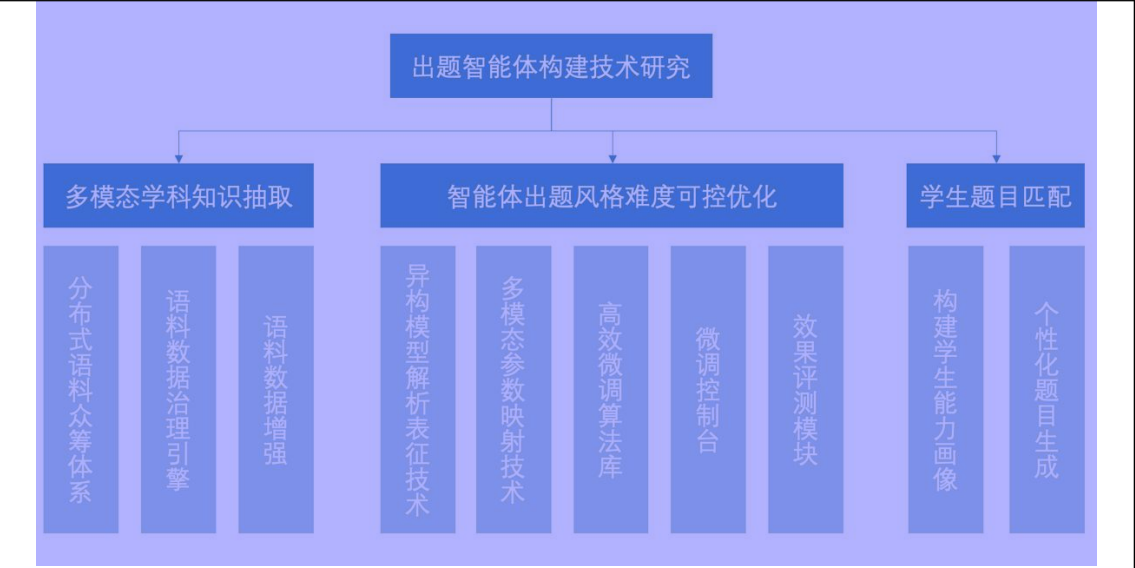 出题智能体构建技术研究
多模态学科知识抽取
智能体出题风格难度可控优化
学生题目匹配
分布式语料众筹体系
语料数据治理引擎
语料数据增强
异构模型解析表征技术
多模态参数映射技术
高效微调算法库
微调控制台
效果评测模块
构建学生能力画像
个性化题目生成